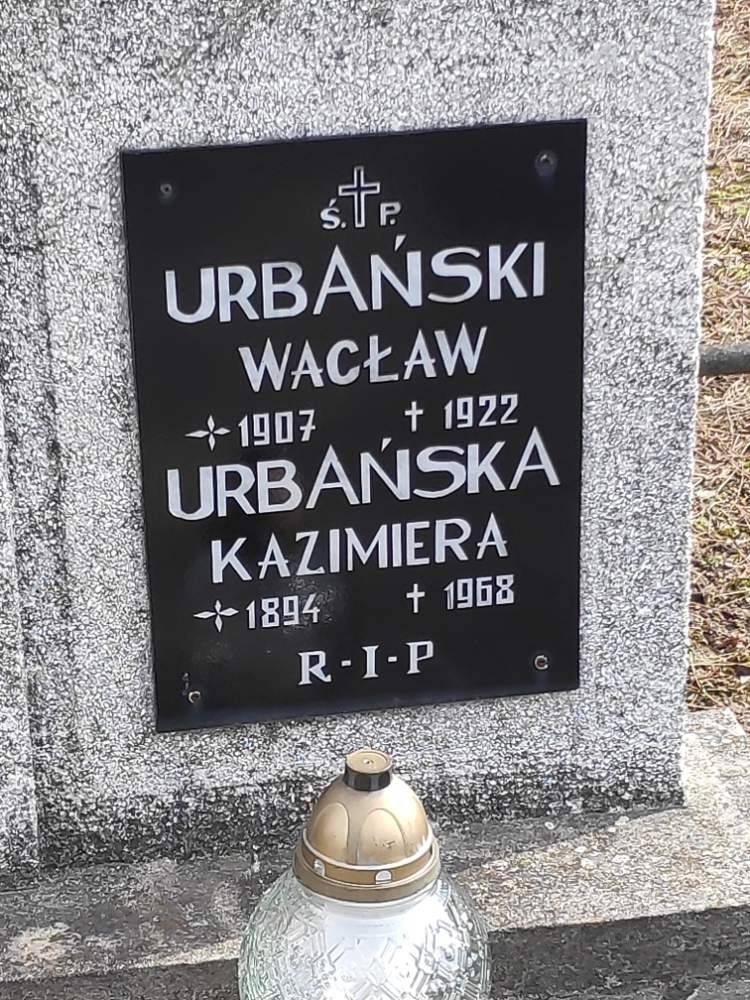 Ś. P.
URBAŃSKI
WACŁAW
1907 † 1922
URBAŃSKA
KAZIMIERA
1894 † 1968
R-I-P